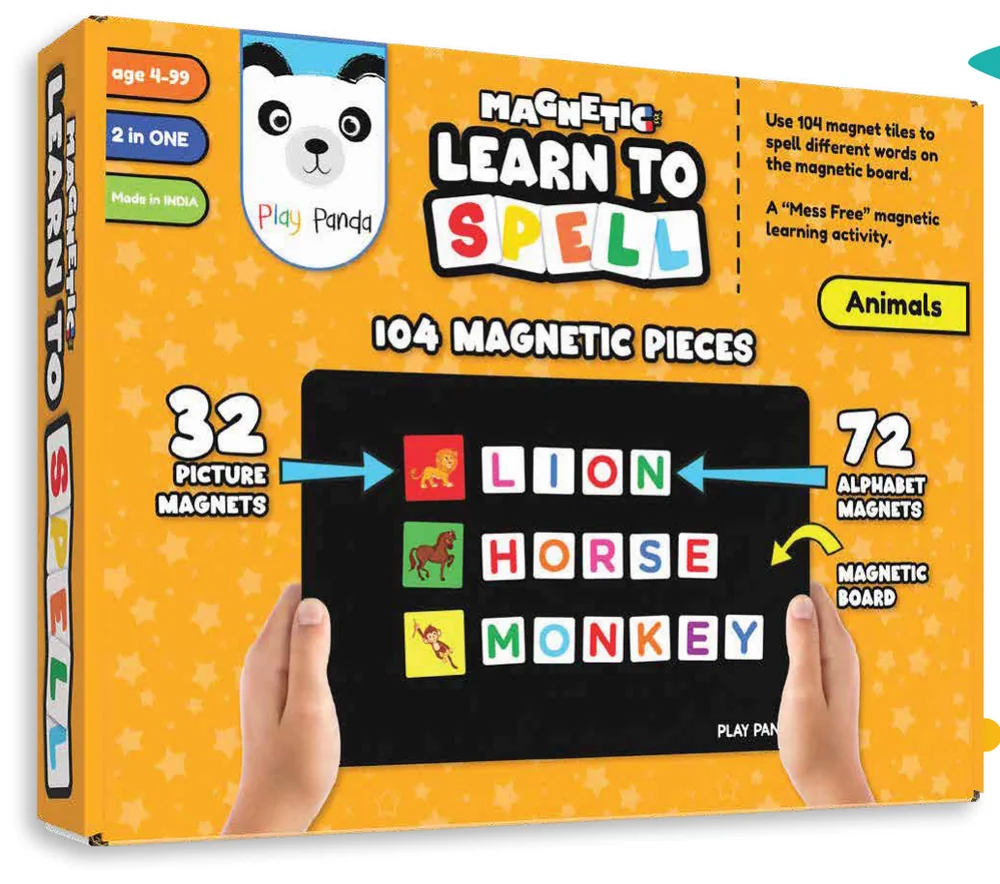 MAGNETIC
LEARN TO
SPELL
age 4-99
2 in ONE
Made in INDIA
Play Panda
MAGNETIC
LEARN TO
SPELL
Use 104 magnet tiles to
spell different words on
the magnetic board.
A “Mess Free” magnetic
learning activity.
Animals
104 MAGNETIC PIECES
32
PICTURE
MAGNETS
LION
HORSE
MONKEY
72
ALPHABET
MAGNETS
MAGNETIC
BOARD
PLAY PAN